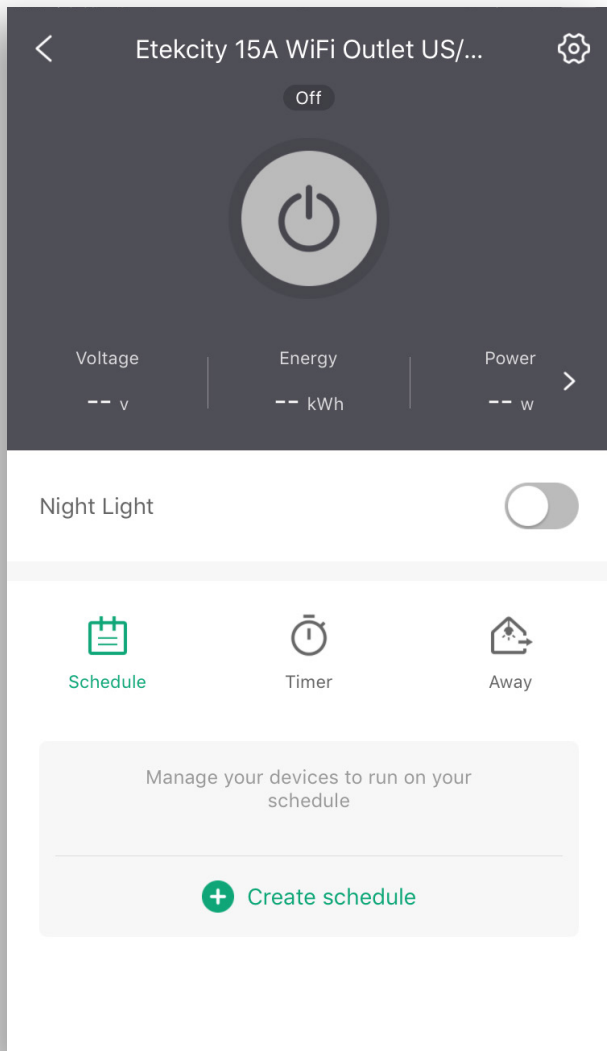 Etekcity 15A WiFi Outlet US/...
Off
Voltage Energy Power
-- v -- kWh -- w
Night Light
Schedule Timer Away
Manage your devices to run on your
schedule
Create schedule